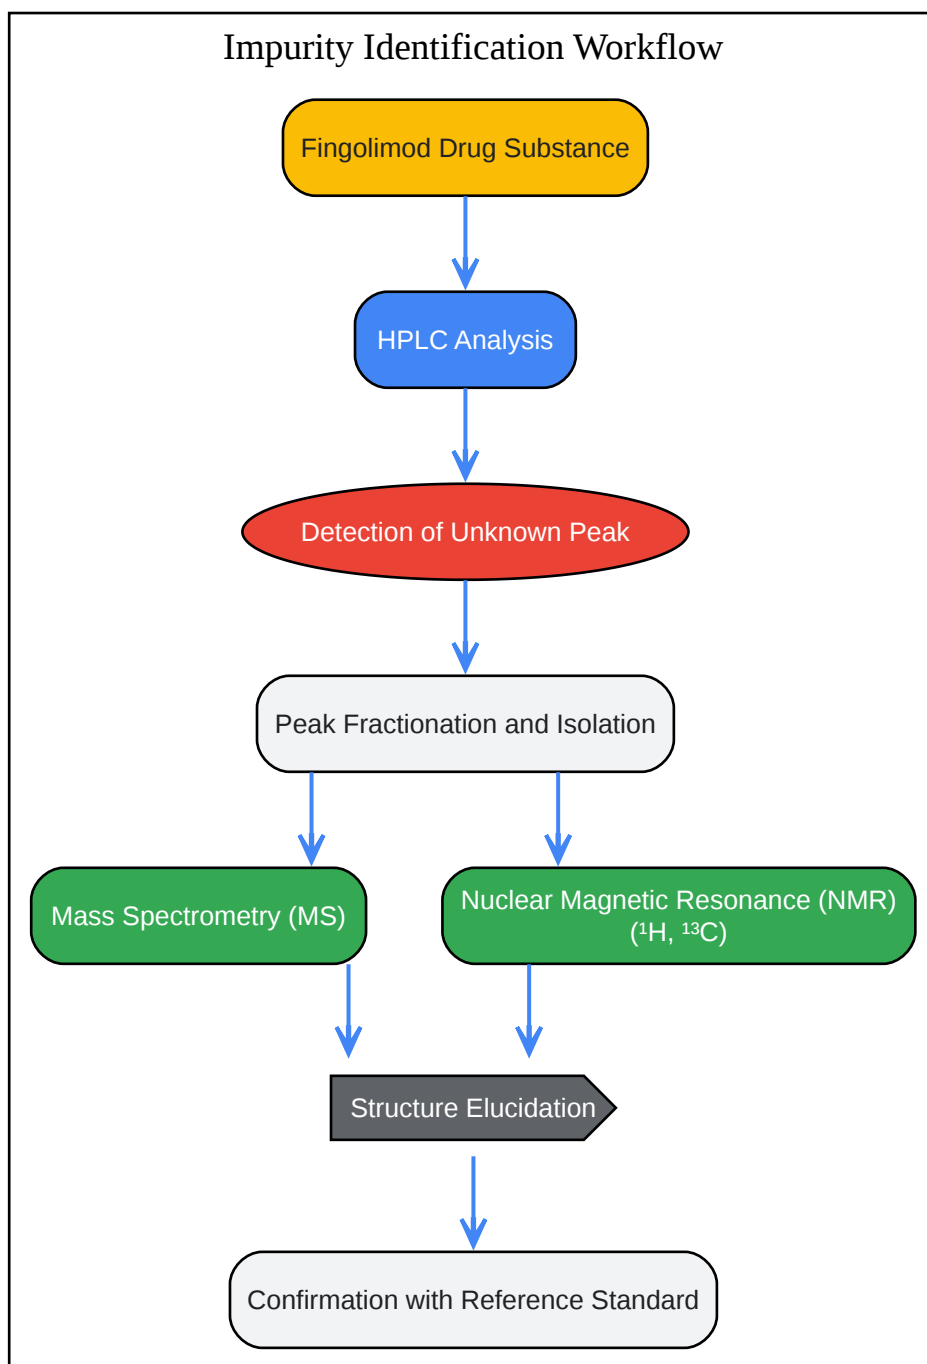 Impurity Identification Workflow
Fingolimod Drug Substance
HPLC Analysis
Detection of Unknown Peak
Peak Fractionation and Isolation
Mass Spectrometry (MS)
Nuclear Magnetic Resonance (NMR)
(¹H, ¹³C)
Structure Elucidation
Confirmation with Reference Standard